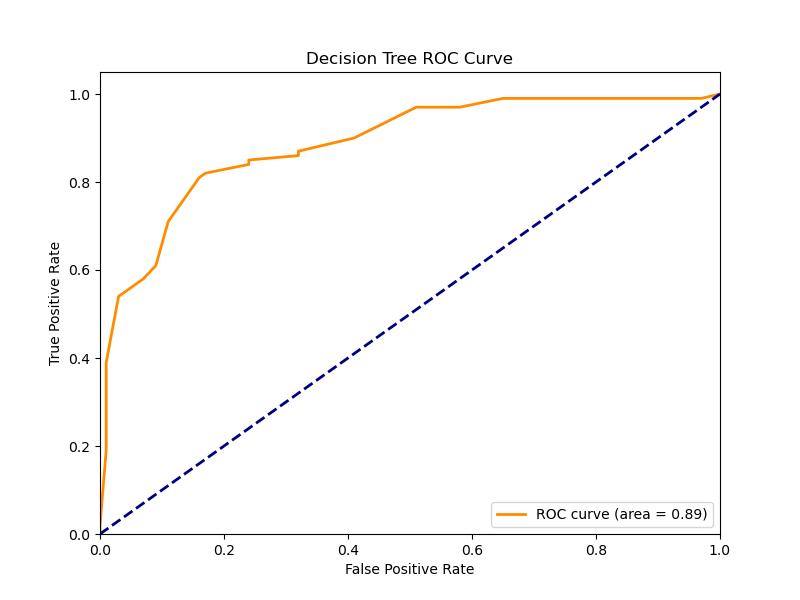 Decision Tree ROC Curve
True Positive Rate
1.0
0.8
0.6
0.4
0.2
0.0
0.0 0.2 0.4 0.6 0.8 1.0
False Positive Rate
ROC curve (area = 0.89)